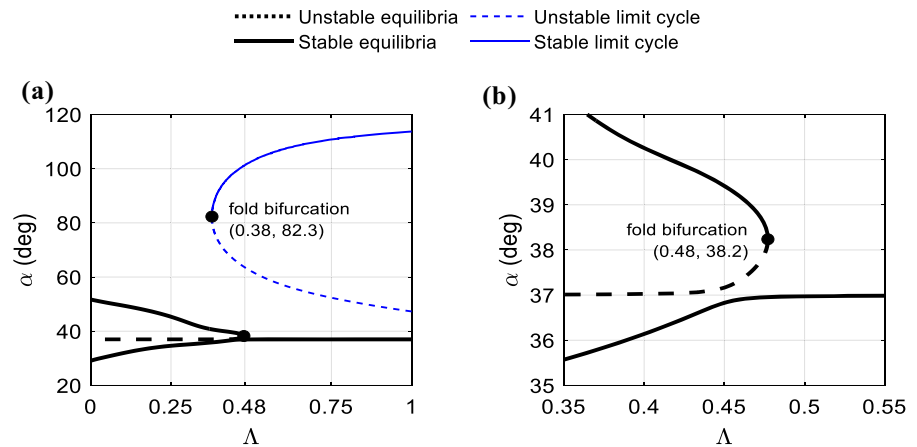 Unstable equilibria Unstable limit cycle
Stable equilibria Stable limit cycle
(a)
120
100
80
60
40
20
α (deg)
fold bifurcation
(0.38, 82.3)
0 0.25 0.48 0.75 1
Λ
(b)
41
40
39
38
37
36
35
α (deg)
fold bifurcation
(0.48, 38.2)
0.35 0.4 0.45 0.5 0.55
Λ